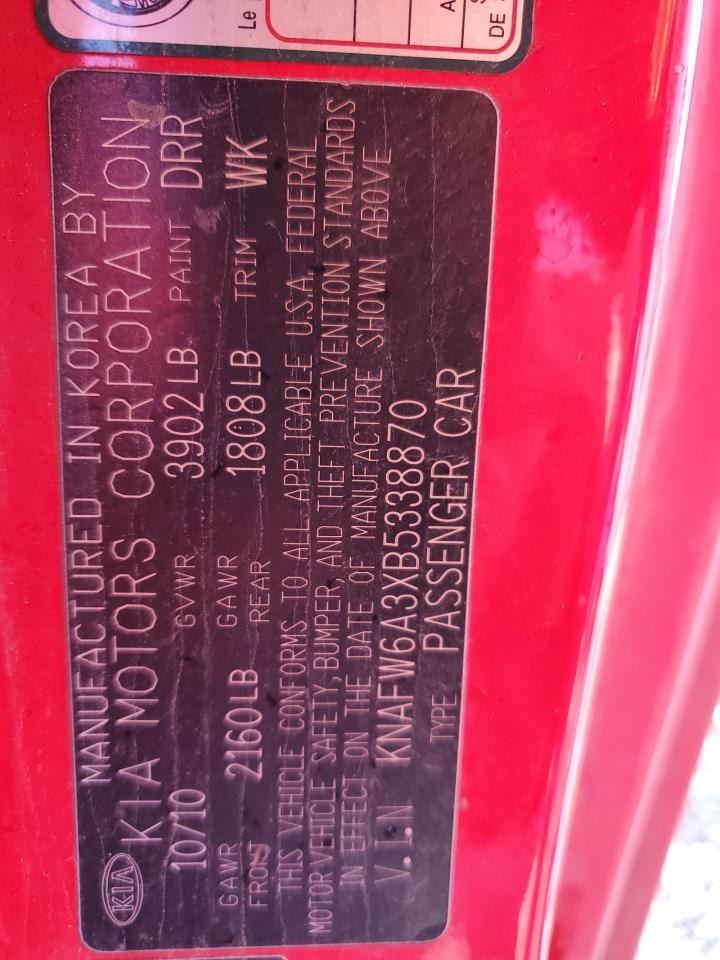 Le
A
S
DE
MANUFACTURED IN KOREA BY
KIA KIA MOTORS CORPORATION
10/10 GVWR 3902LB PAINT DRR
GAWR FRONT 2160LB GAWR REAR 1808LB TRIM WK
THIS VEHICLE CONFORMS TO ALL APPLICABLE U.S.A. FEDERAL
MOTOR VEHICLE SAFETY, BUMPER, AND THEFT PREVENTION STANDARDS
IN EFFECT ON THE DATE OF MANUFACTURE SHOWN ABOVE
V.I.N KNAFW6A3XB5338870
TYPE PASSENGER CAR